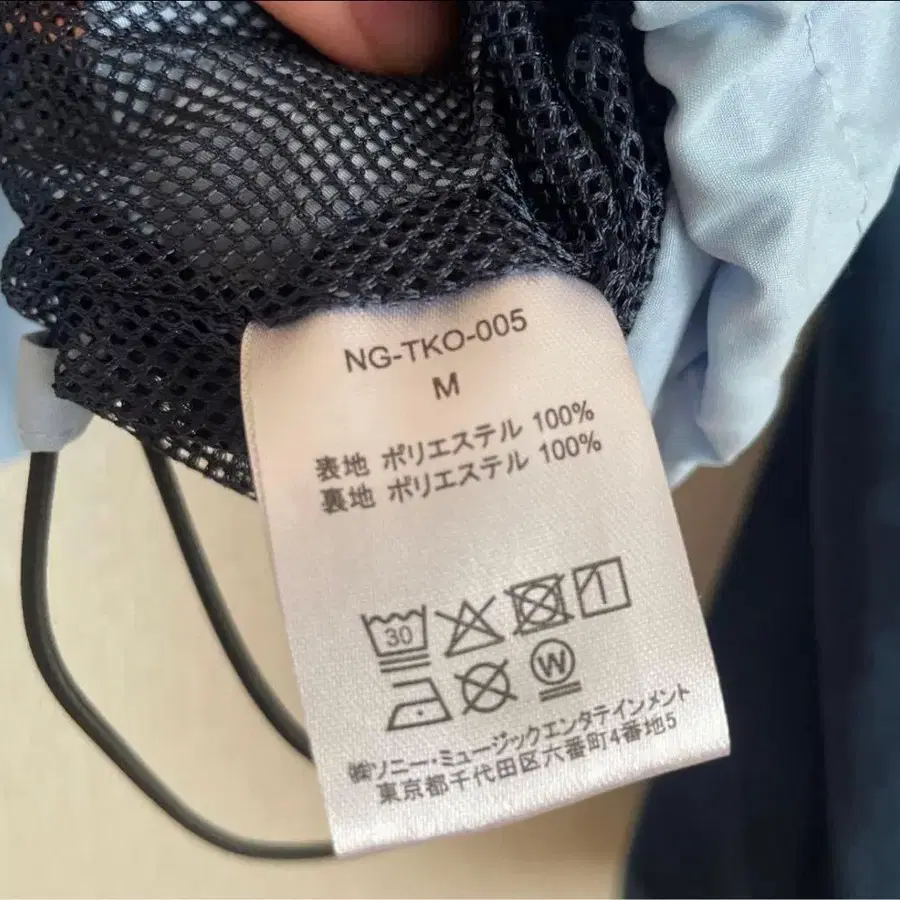 NG-TKO-005
M
表地 ポリエステル 100%
裏地 ポリエステル 100%
30
W
㈱ソニー・ミュージックエンタテインメント
東京都千代田区六番町4番地5